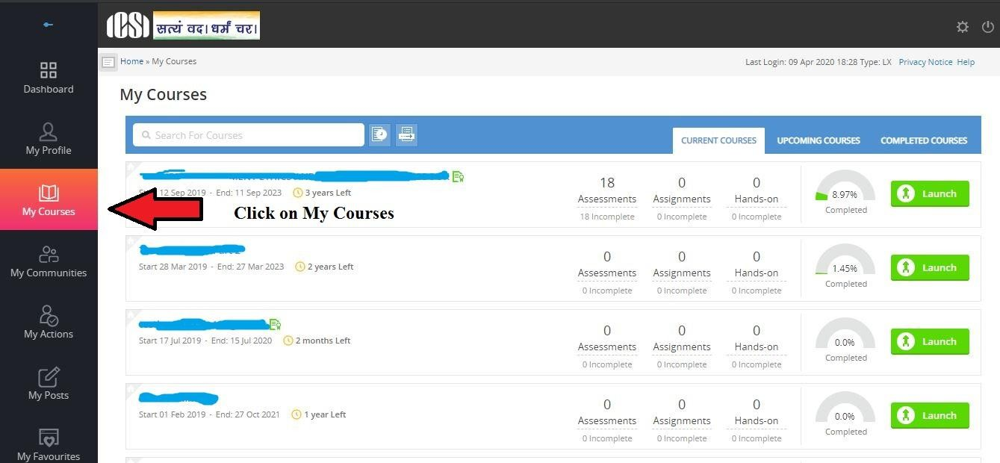 ICSI सत्यं वद। धर्मं चर।
Home » My Courses
Last Login: 09 Apr 2020 18:28 Type: LX Privacy Notice Help
Dashboard
My Profile
My Courses
My Communities
My Actions
My Posts
My Favourites
My Courses
Search For Courses
CURRENT COURSES UPCOMING COURSES COMPLETED COURSES
12 Sep 2019 - End: 11 Sep 2023 3 years Left
Click on My Courses
18 0 0
Assessments Assignments Hands-on
18 Incomplete 0 Incomplete 0 Incomplete
8.97%
Completed
Launch
Start 28 Mar 2019 - End: 27 Mar 2023 2 years Left
0 0 0
Assessments Assignments Hands-on
0 Incomplete 0 Incomplete 0 Incomplete
1.45%
Completed
Launch
Start 17 Jul 2019 - End: 15 Jul 2020 2 months Left
0 0 0
Assessments Assignments Hands-on
0 Incomplete 0 Incomplete 0 Incomplete
0.0%
Completed
Launch
Start 01 Feb 2019 - End: 27 Oct 2021 1 year Left
0 0 0
Assessments Assignments Hands-on
0 Incomplete 0 Incomplete 0 Incomplete
0.0%
Completed
Launch